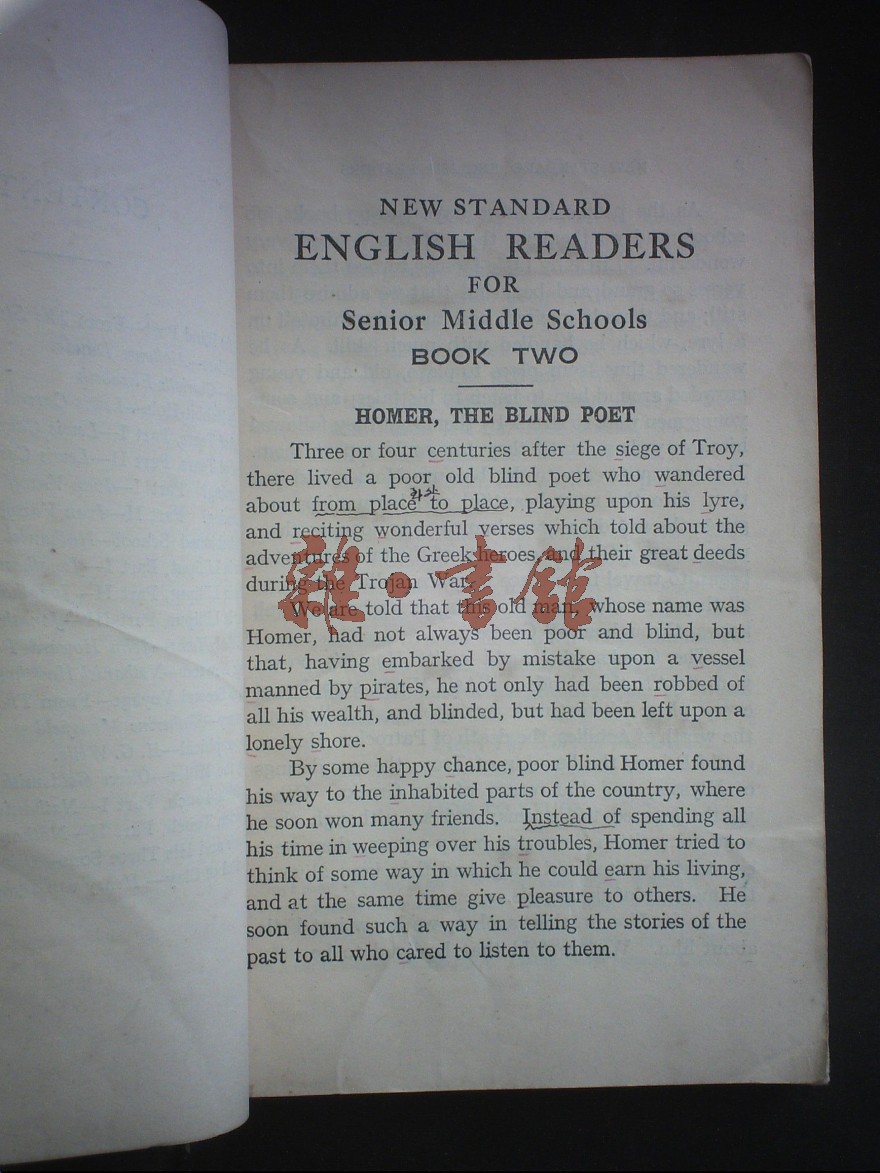 NEW STANDARD
ENGLISH READERS
FOR
Senior Middle Schools
BOOK TWO
HOMER, THE BLIND POET
Three or four centuries after the siege of Troy,
there lived a poor old blind poet who wandered
about from place to place, playing upon his lyre,
and reciting wonderful verses which told about the
adventures of the Greek heroes and their great deeds
during the Trojan War.
We are told that this old man, whose name was
Homer, had not always been poor and blind, but
that, having embarked by mistake upon a vessel
manned by pirates, he not only had been robbed of
all his wealth, and blinded, but had been left upon a
lonely shore.
By some happy chance, poor blind Homer found
his way to the inhabited parts of the country, where
he soon won many friends. Instead of spending all
his time in weeping over his troubles, Homer tried to
think of some way in which he could earn his living,
and at the same time give pleasure to others. He
soon found such a way in telling the stories of the
past to all who cared to listen to them.
雜·書館